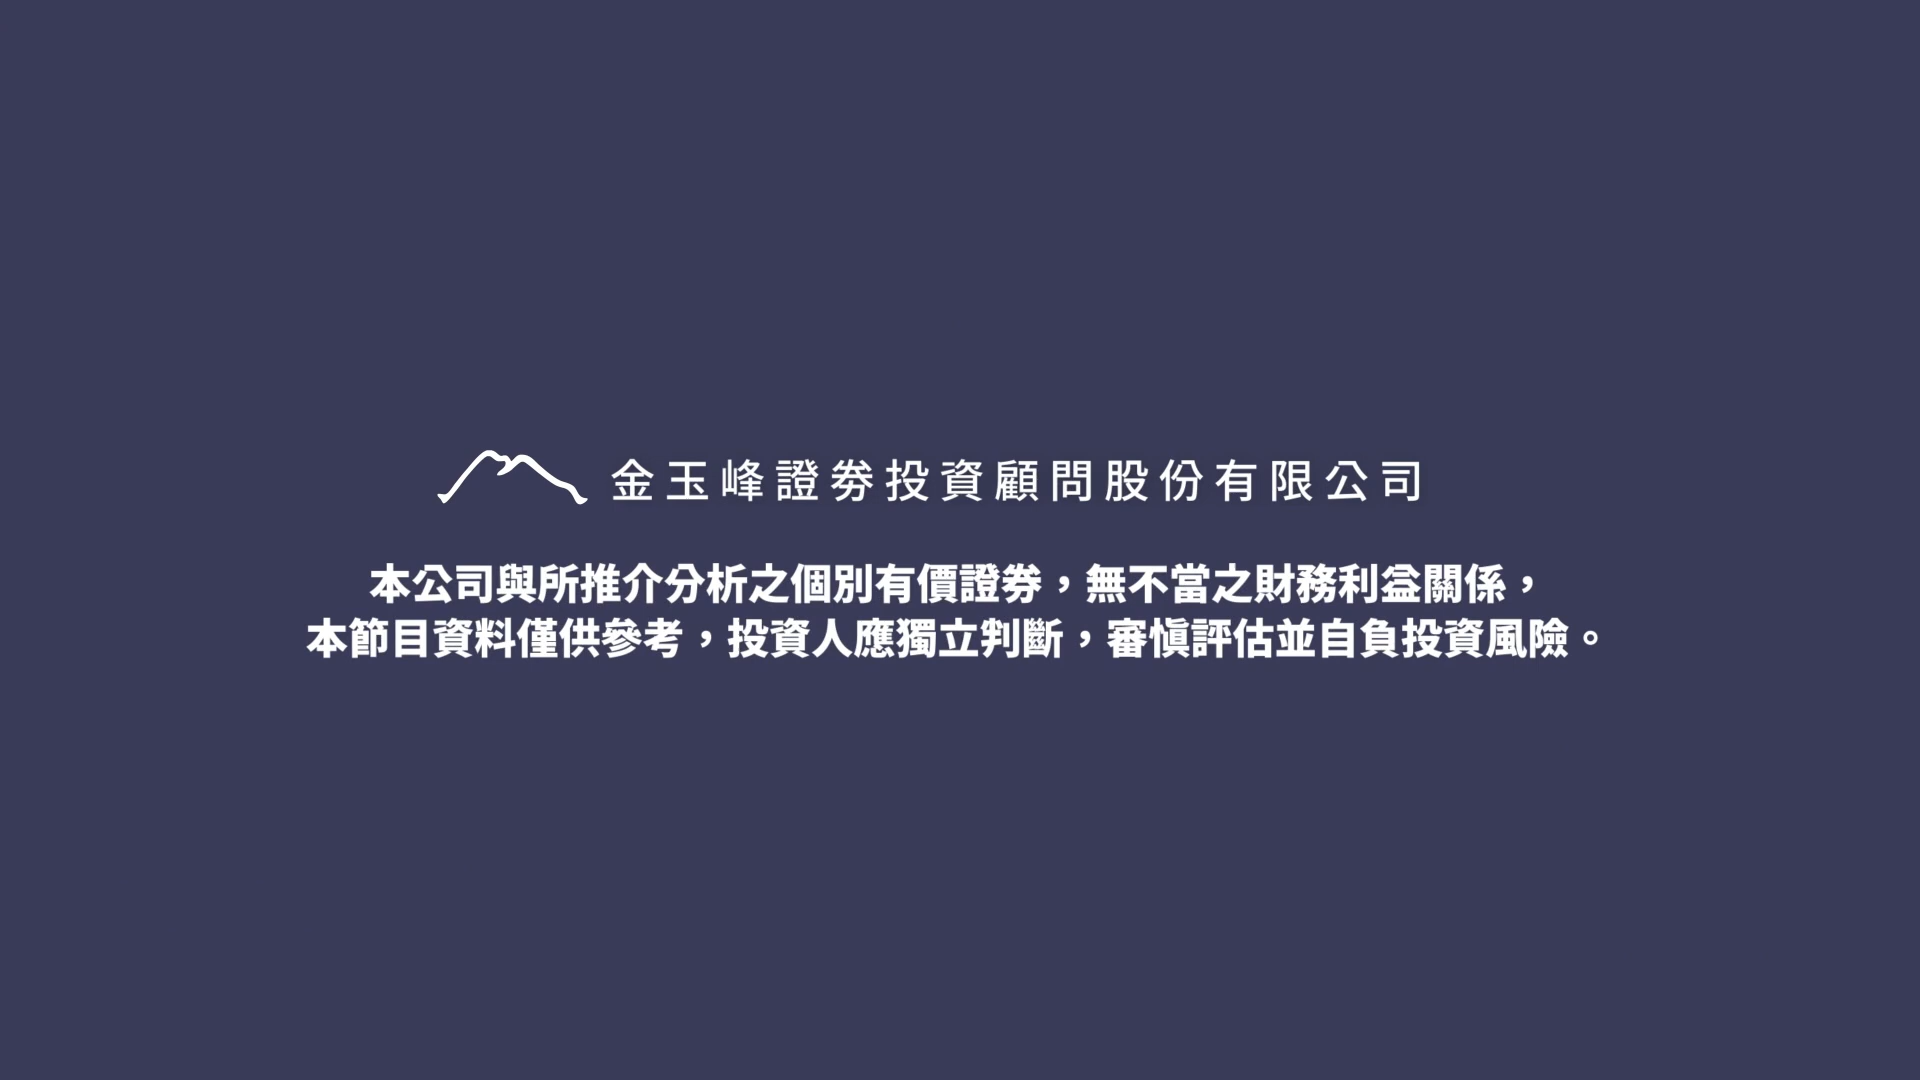 金玉峰證劵投資顧問股份有限公司
本公司與所推介分析之個別有價證券，無不當之財務利益關係，
本節目資料僅供參考，投資人應獨立判斷，審慎評估並自負投資風險。